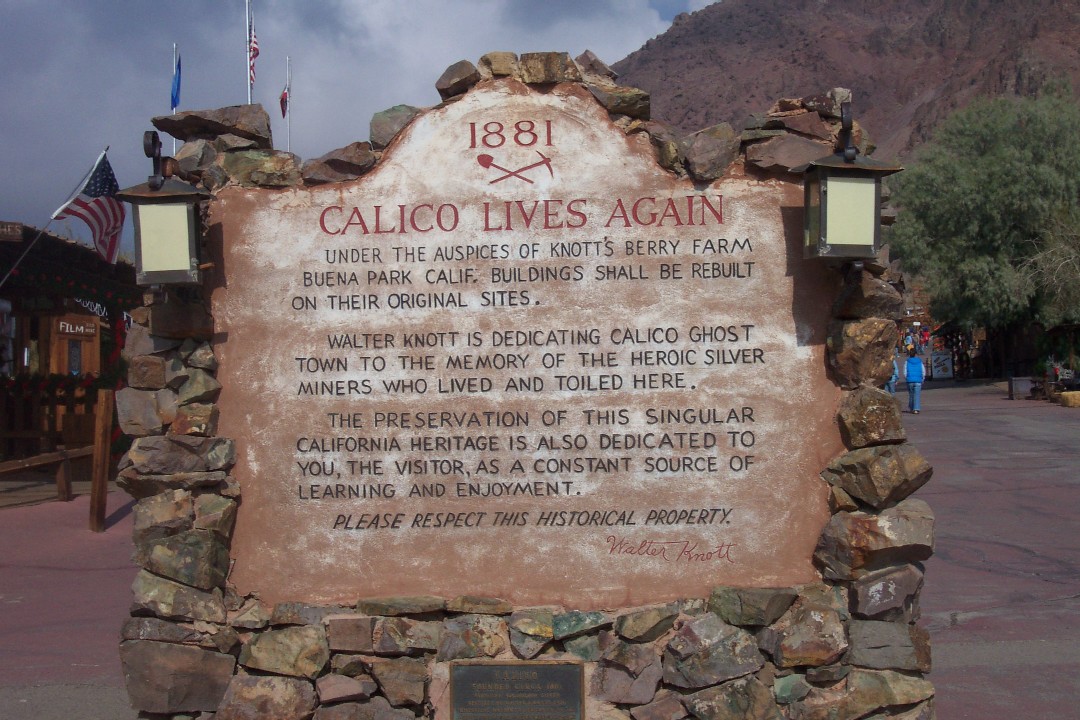 1881
CALICO LIVES AGAIN
UNDER THE AUSPICES OF KNOTT'S BERRY FARM
BUENA PARK CALIF. BUILDINGS SHALL BE REBUILT
ON THEIR ORIGINAL SITES.
WALTER KNOTT IS DEDICATING CALICO GHOST
TOWN TO THE MEMORY OF THE HEROIC SILVER
MINERS WHO LIVED AND TOILED HERE.
THE PRESERVATION OF THIS SINGULAR
CALIFORNIA HERITAGE IS ALSO DEDICATED TO
YOU, THE VISITOR, AS A CONSTANT SOURCE OF
LEARNING AND ENJOYMENT.
PLEASE RESPECT THIS HISTORICAL PROPERTY.
Walter Knott
FILM